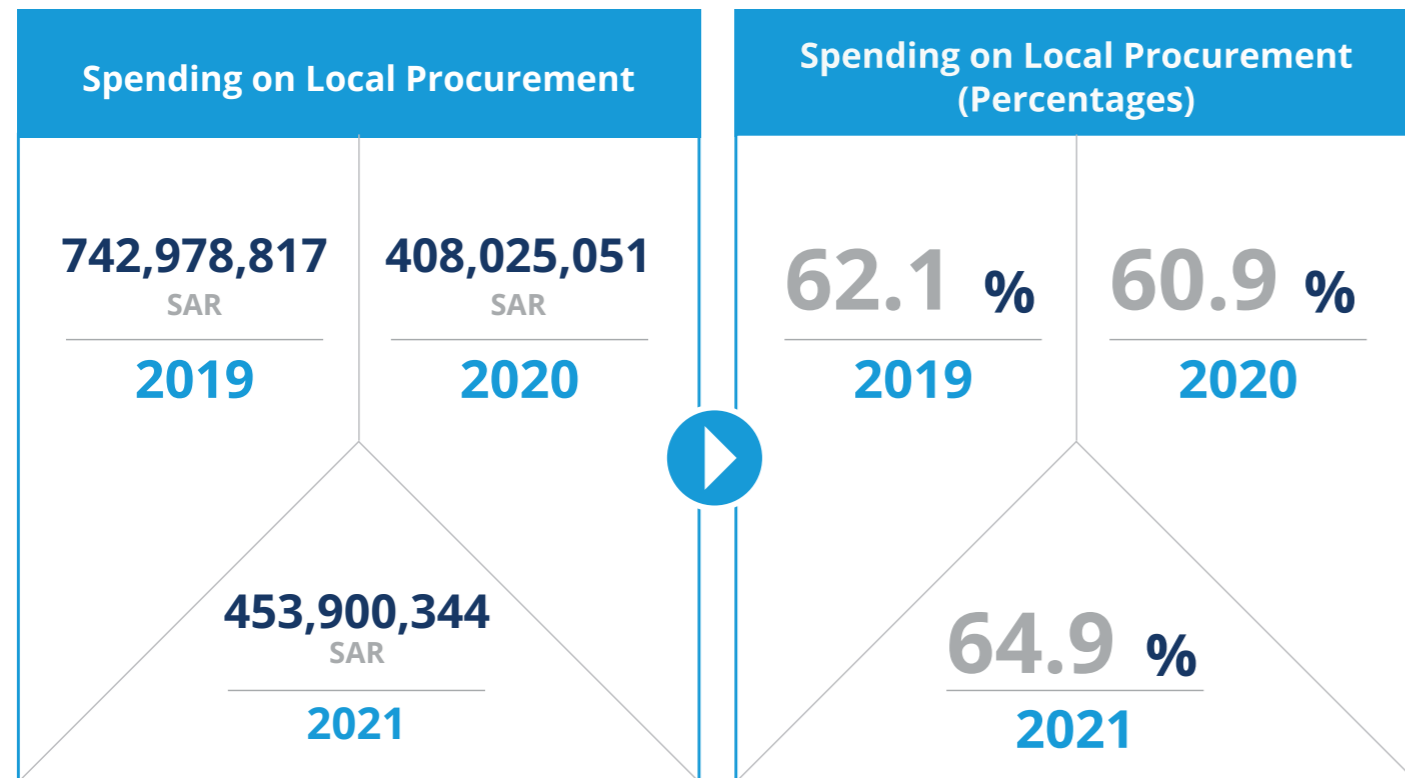 Spending on Local Procurement
742,978,817
SAR
2019
408,025,051
SAR
2020
453,900,344
SAR
2021
Spending on Local Procurement
(Percentages)
62.1 %
2019
60.9 %
2020
64.9 %
2021